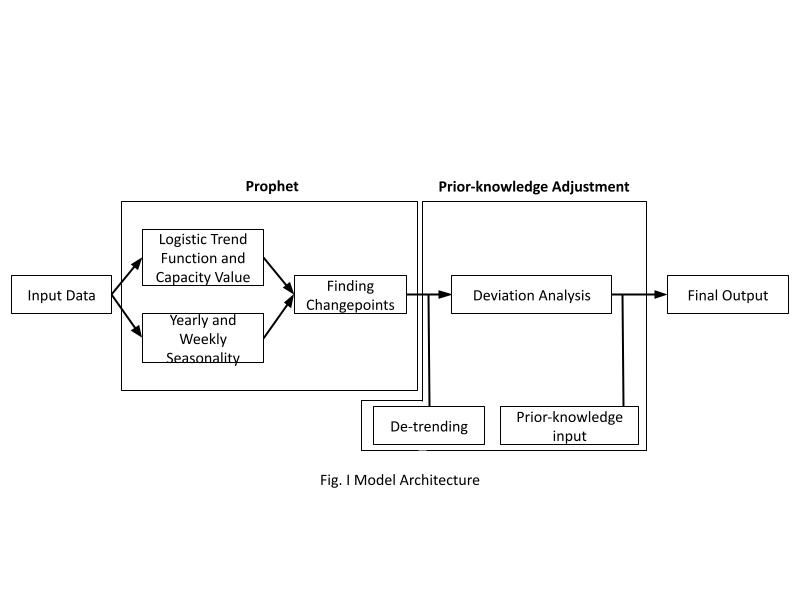 Prophet
Prior-knowledge Adjustment
Logistic Trend
Function and
Capacity Value
Input Data
Finding
Changepoints
Deviation Analysis
Final Output
Yearly and
Weekly
Seasonality
De-trending
Prior-knowledge
input
Fig. I Model Architecture